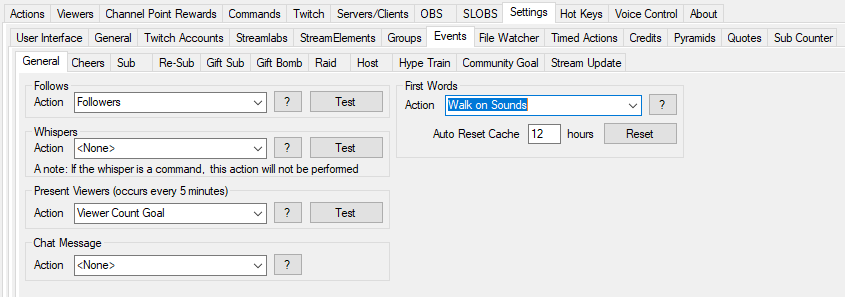 Actions Viewers Channel Point Rewards Commands Twitch Servers/Clients OBS SLOBS Settings Hot Keys Voice Control About
User Interface General Twitch Accounts Streamlabs StreamElements Groups Events File Watcher Timed Actions Credits Pyramids Quotes Sub Counter
General Cheers Sub Re-Sub Gift Sub Gift Bomb Raid Host Hype Train Community Goal Stream Update
Follows
Action Followers ? Test
Whispers
Action <None> ? Test
A note: If the whisper is a command, this action will not be performed
Present Viewers (occurs every 5 minutes)
Action Viewer Count Goal ? Test
Chat Message
Action <None> ?
First Words
Action Walk on Sounds ?
Auto Reset Cache 12 hours Reset